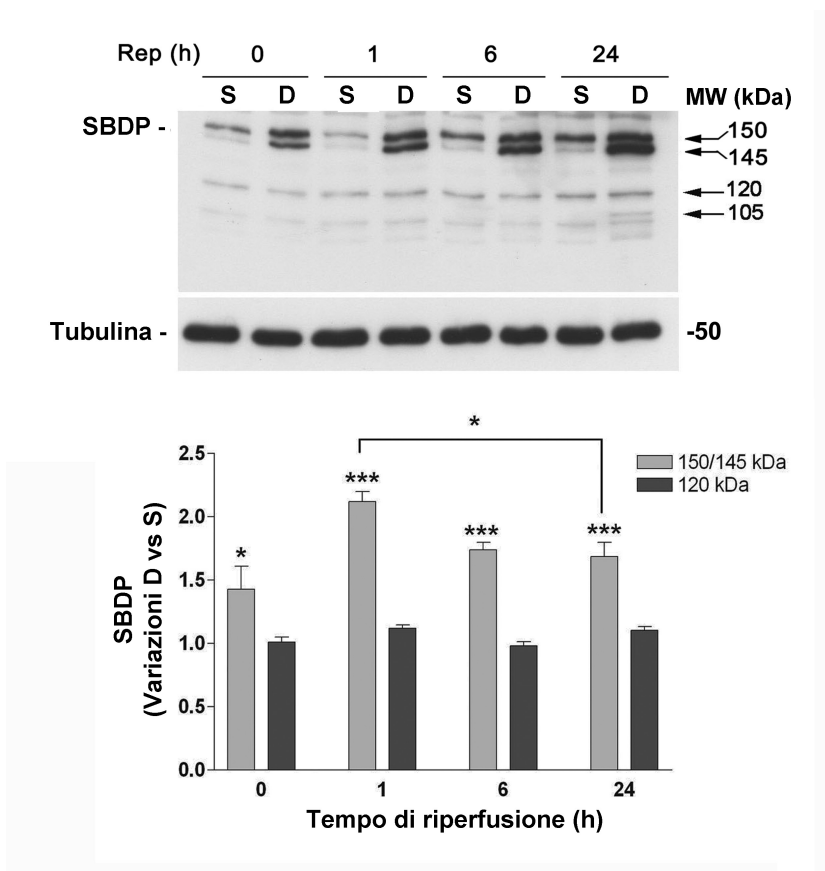 Rep (h) 0 1 6 24
S D S D S D S D MW (kDa)
SBDP -
150
145
120
105
Tubulina - -50
*
2.5
2.0
1.5
1.0
0.5
0.0
* *** *** ***
150/145 kDa
120 kDa
SBDP
(Variazioni D vs S)
0 1 6 24
Tempo di riperfusione (h)